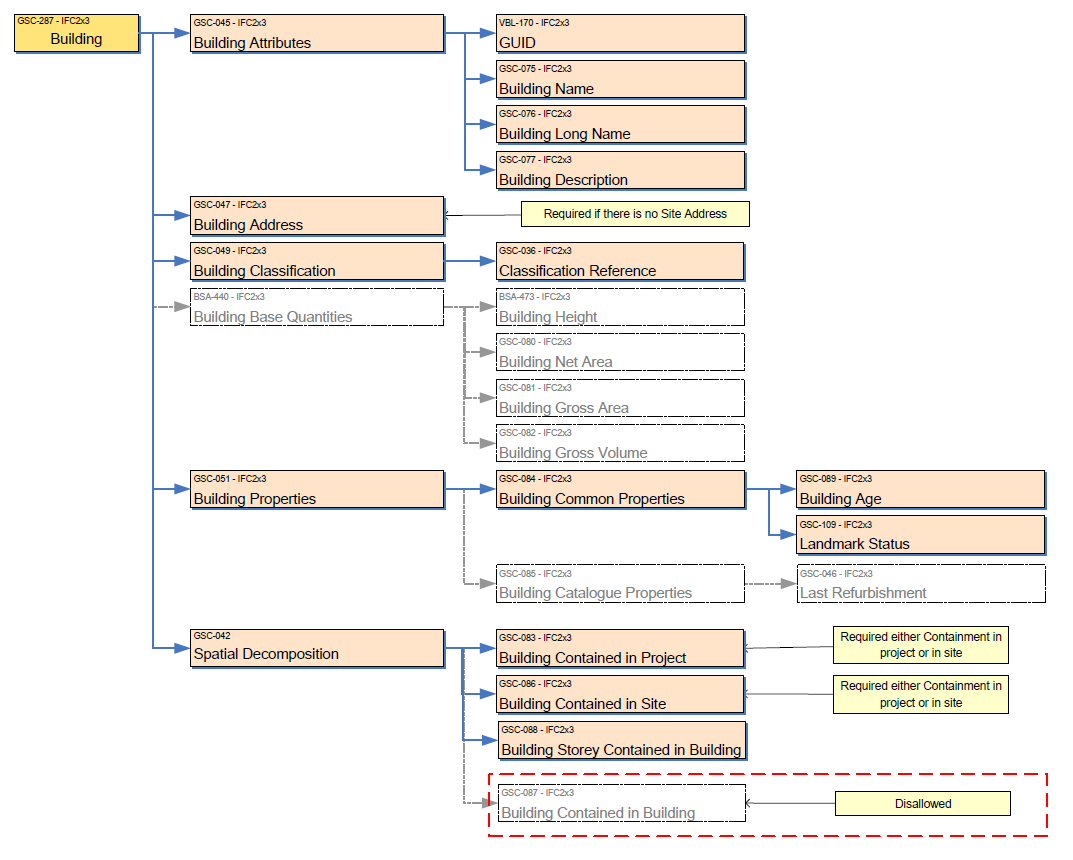 GSC-287 - IFC2x3
Building
GSC-045 - IFC2x3
Building Attributes
VBL-170 - IFC2x3
GUID
GSC-075 - IFC2x3
Building Name
GSC-076 - IFC2x3
Building Long Name
GSC-077 - IFC2x3
Building Description
GSC-047 - IFC2x3
Building Address
Required if there is no Site Address
GSC-049 - IFC2x3
Building Classification
GSC-036 - IFC2x3
Classification Reference
BSA-440 - IFC2x3
Building Base Quantities
BSA-473 - IFC2x3
Building Height
GSC-080 - IFC2x3
Building Net Area
GSC-081 - IFC2x3
Building Gross Area
GSC-082 - IFC2x3
Building Gross Volume
GSC-051 - IFC2x3
Building Properties
GSC-084 - IFC2x3
Building Common Properties
GSC-089 - IFC2x3
Building Age
GSC-109 - IFC2x3
Landmark Status
GSC-085 - IFC2x3
Building Catalogue Properties
GSC-046 - IFC2x3
Last Refurbishment
GSC-042
Spatial Decomposition
GSC-083 - IFC2x3
Building Contained in Project
Required either Containment in
project or in site
GSC-086 - IFC2x3
Building Contained in Site
Required either Containment in
project or in site
GSC-088 - IFC2x3
Building Storey Contained in Building
GSC-087 - IFC2x3
Building Contained in Building
Disallowed